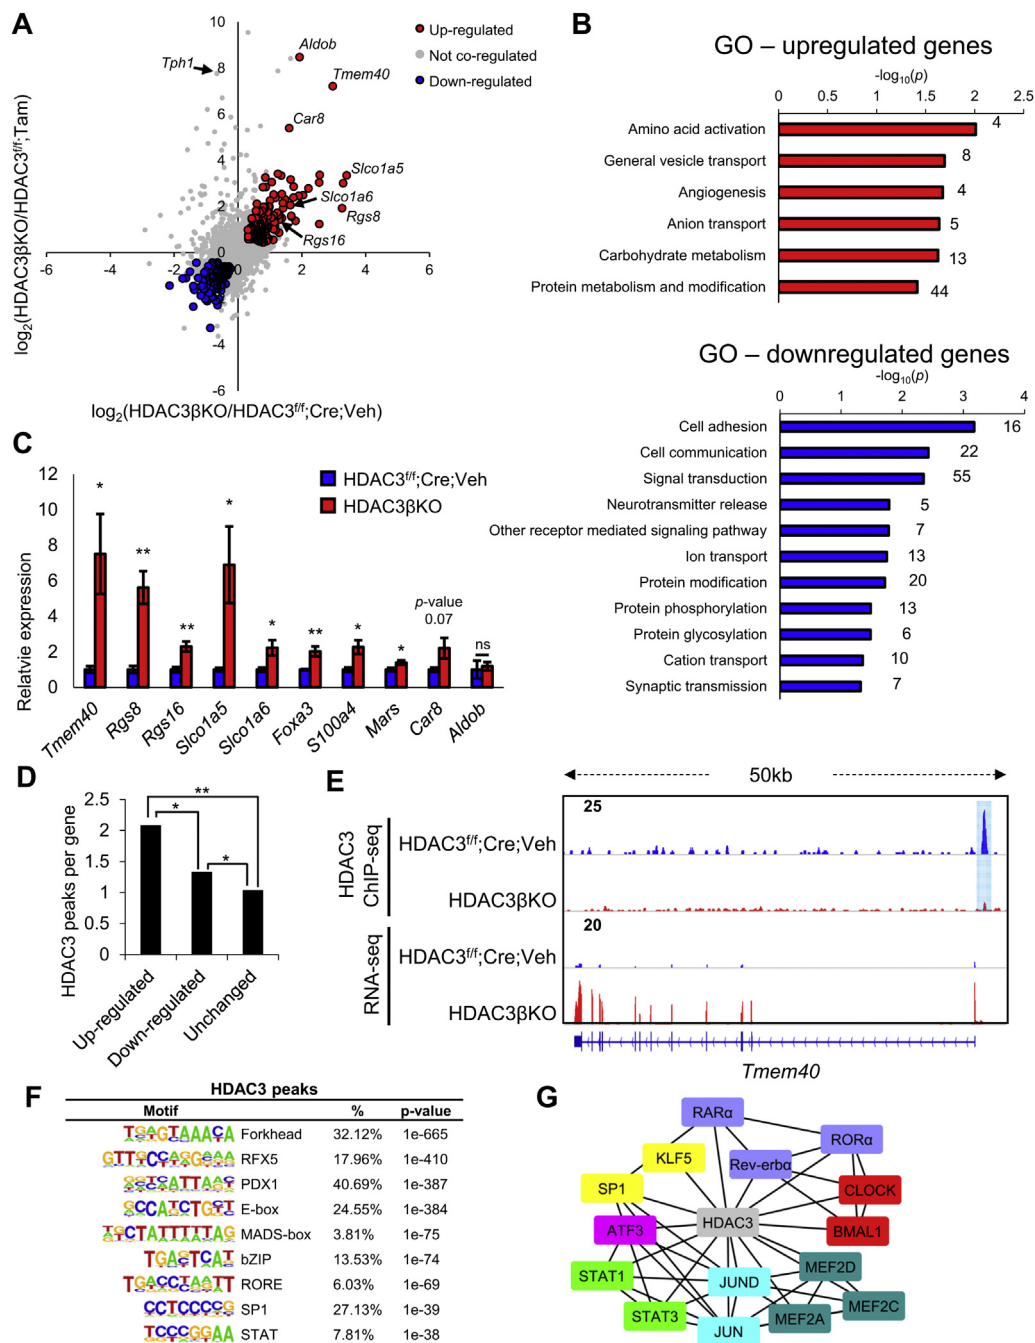 A
10
8
6
4
2
0
-4
-6
-6
-4
-2
0
2
4
6
log2(HDAC3βKO/HDAC3f/f;Tam)
log2(HDAC3βKO/HDAC3f/f;Cre;Veh)
Tph1
Aldob
Tmem40
Car8
Slco1a5
Slco1a6
Rgs8
Rgs16
Up-regulated
Not co-regulated
Down-regulated
B
GO – upregulated genes
-log10(p)
0 0.5 1 1.5 2 2.5
Amino acid activation 4
General vesicle transport 8
Angiogenesis 4
Anion transport 5
Carbohydrate metabolism 13
Protein metabolism and modification 44
GO – downregulated genes
-log10(p)
0 1 2 3 4
Cell adhesion 16
Cell communication 22
Signal transduction 55
Neurotransmitter release 5
Other receptor mediated signaling pathway 7
Ion transport 13
Protein modification 20
Protein phosphorylation 13
Protein glycosylation 6
Cation transport 10
Synaptic transmission 7
C
Relatvie expression
12
10
8
6
4
2
0
HDAC3f/f;Cre;Veh
HDAC3βKO
* ** ** * * ** * *
p-value
0.07
ns
Tmem40 Rgs8 Rgs16 Slco1a5 Slco1a6 Foxa3 S100a4 Mars Car8 Aldob
D
HDAC3 peaks per gene
2.5
2
1.5
1
0.5
0
**
*
*
Up-regulated
Down-regulated
Unchanged
E
50kb
HDAC3
ChIP-seq
HDAC3f/f;Cre;Veh
25
HDAC3βKO
RNA-seq
20
HDAC3f/f;Cre;Veh
HDAC3βKO
Tmem40
F
HDAC3 peaks
Motif % p-value
Forkhead 32.12% 1e-665
RFX5 17.96% 1e-410
PDX1 40.69% 1e-387
E-box 24.55% 1e-384
MADS-box 3.81% 1e-75
bZIP 13.53% 1e-74
RORE 6.03% 1e-69
SP1 27.13% 1e-39
STAT 7.81% 1e-38
G
RARα
RORα
KLF5
Rev-erbα
SP1
CLOCK
ATF3
HDAC3
BMAL1
STAT1
JUND
MEF2D
STAT3
MEF2A
MEF2C
JUN